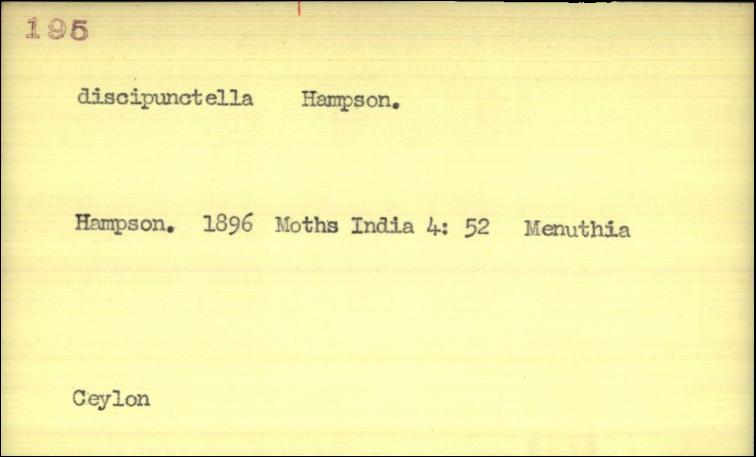 195
discipunctella Hampson.
Hampson. 1896 Moths India 4: 52 Menuthia
Ceylon